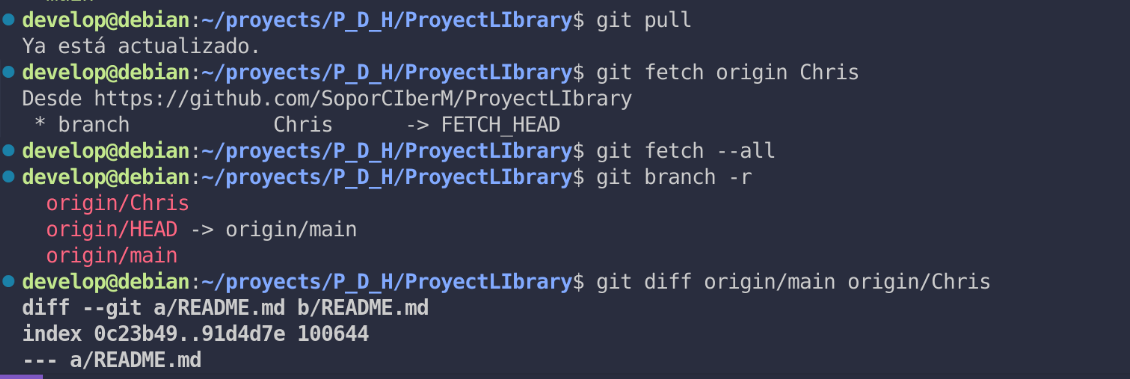 develop@debian:~/proyects/P_D_H/ProyectLIbrary$ git pull
Ya está actualizado.
develop@debian:~/proyects/P_D_H/ProyectLIbrary$ git fetch origin Chris
Desde https://github.com/SoporCIberM/ProyectLIbrary
 * branch            Chris      -> FETCH_HEAD
develop@debian:~/proyects/P_D_H/ProyectLIbrary$ git fetch --all
develop@debian:~/proyects/P_D_H/ProyectLIbrary$ git branch -r
  origin/Chris
  origin/HEAD -> origin/main
  origin/main
develop@debian:~/proyects/P_D_H/ProyectLIbrary$ git diff origin/main origin/Chris
diff --git a/README.md b/README.md
index 0c23b49..91d4d7e 100644
--- a/README.md